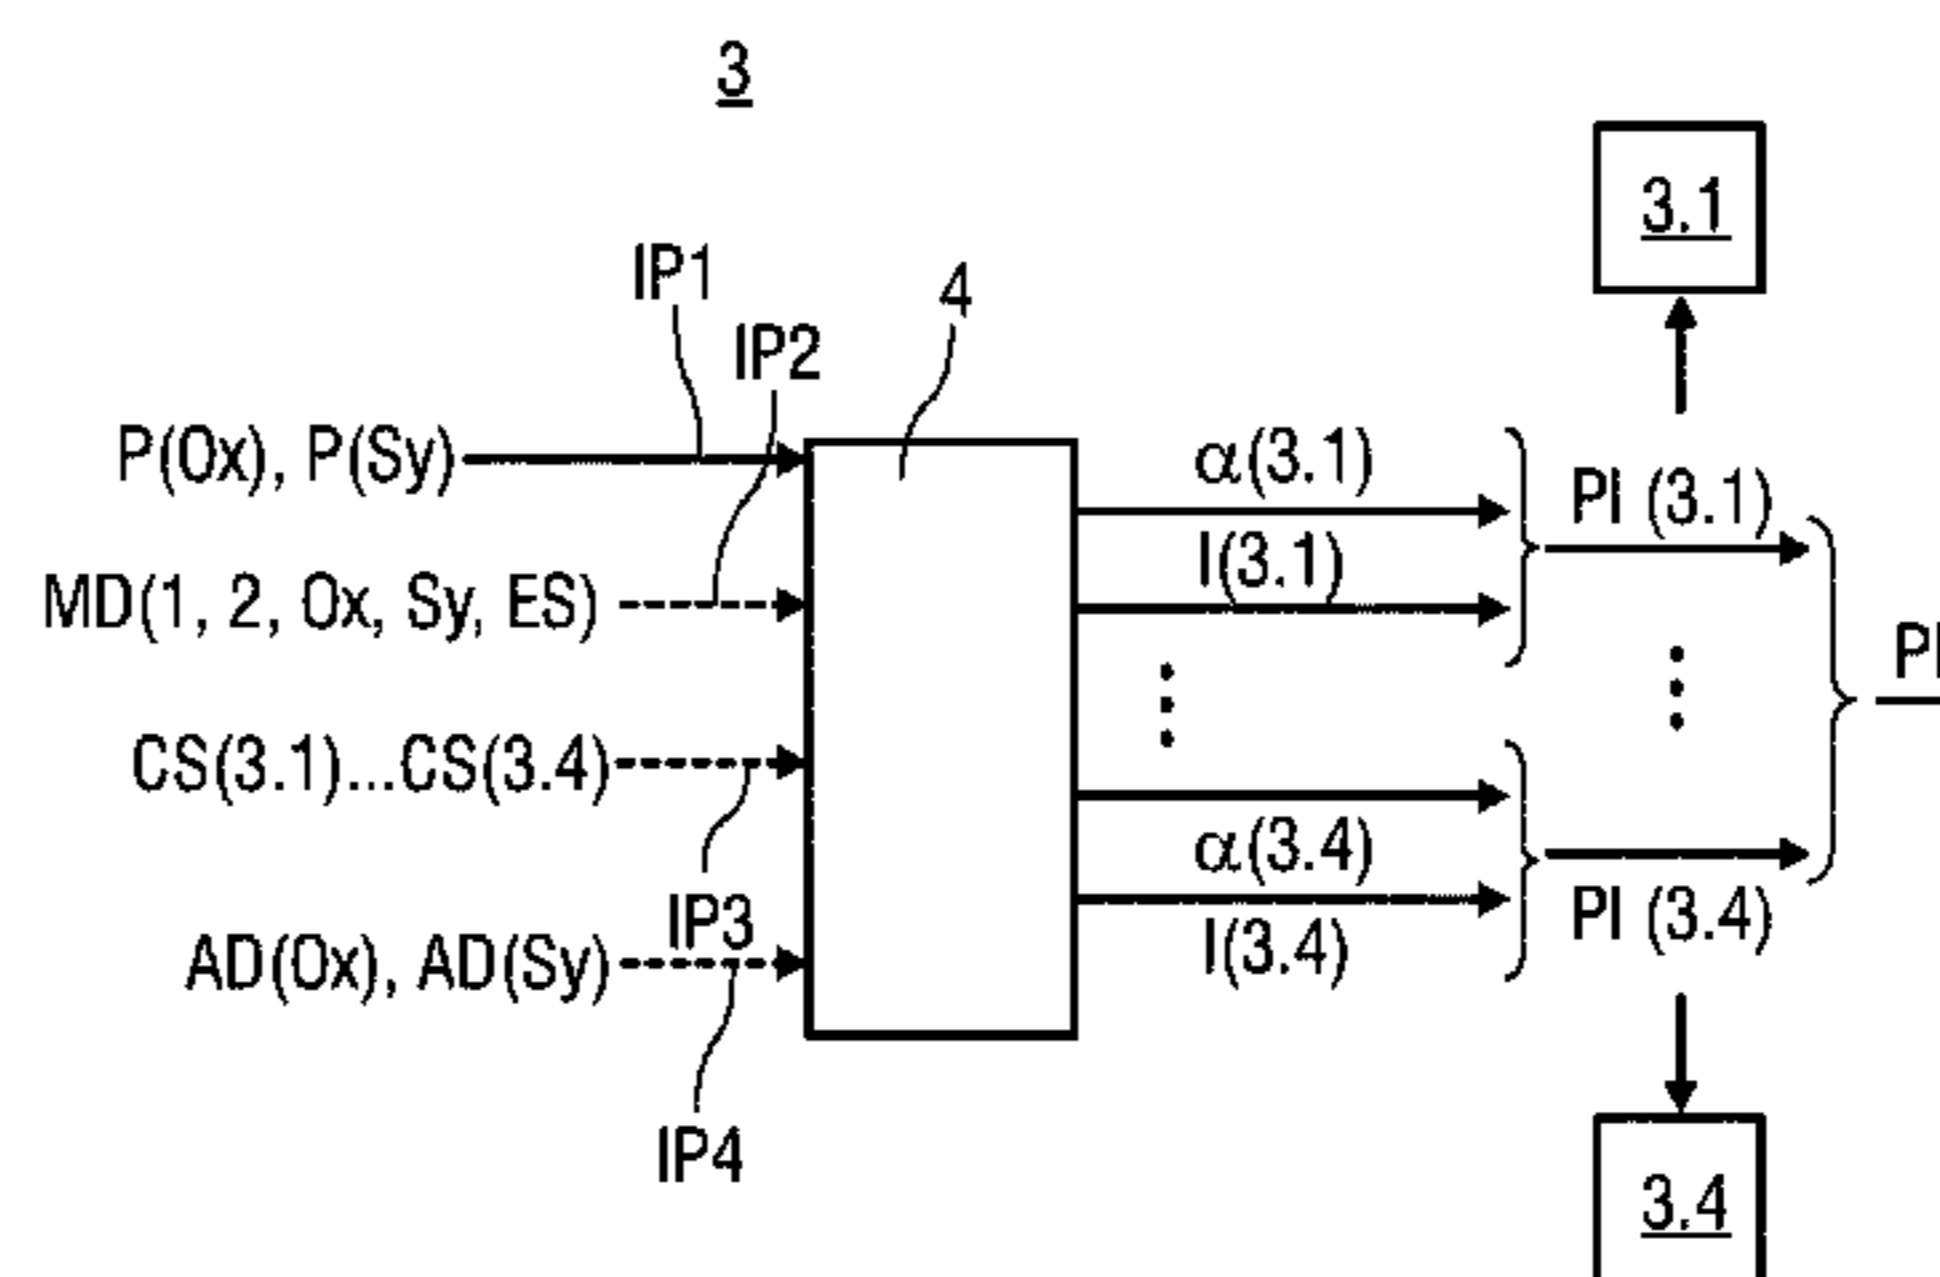 3
3.1
IP1
4
IP2
P(Ox), P(Sy)
α(3.1)
PI (3.1)
I(3.1)
MD(1, 2, Ox, Sy, ES)
PI
CS(3.1)...CS(3.4)
α(3.4)
IP3
PI (3.4)
I(3.4)
AD(Ox), AD(Sy)
IP4
3.4